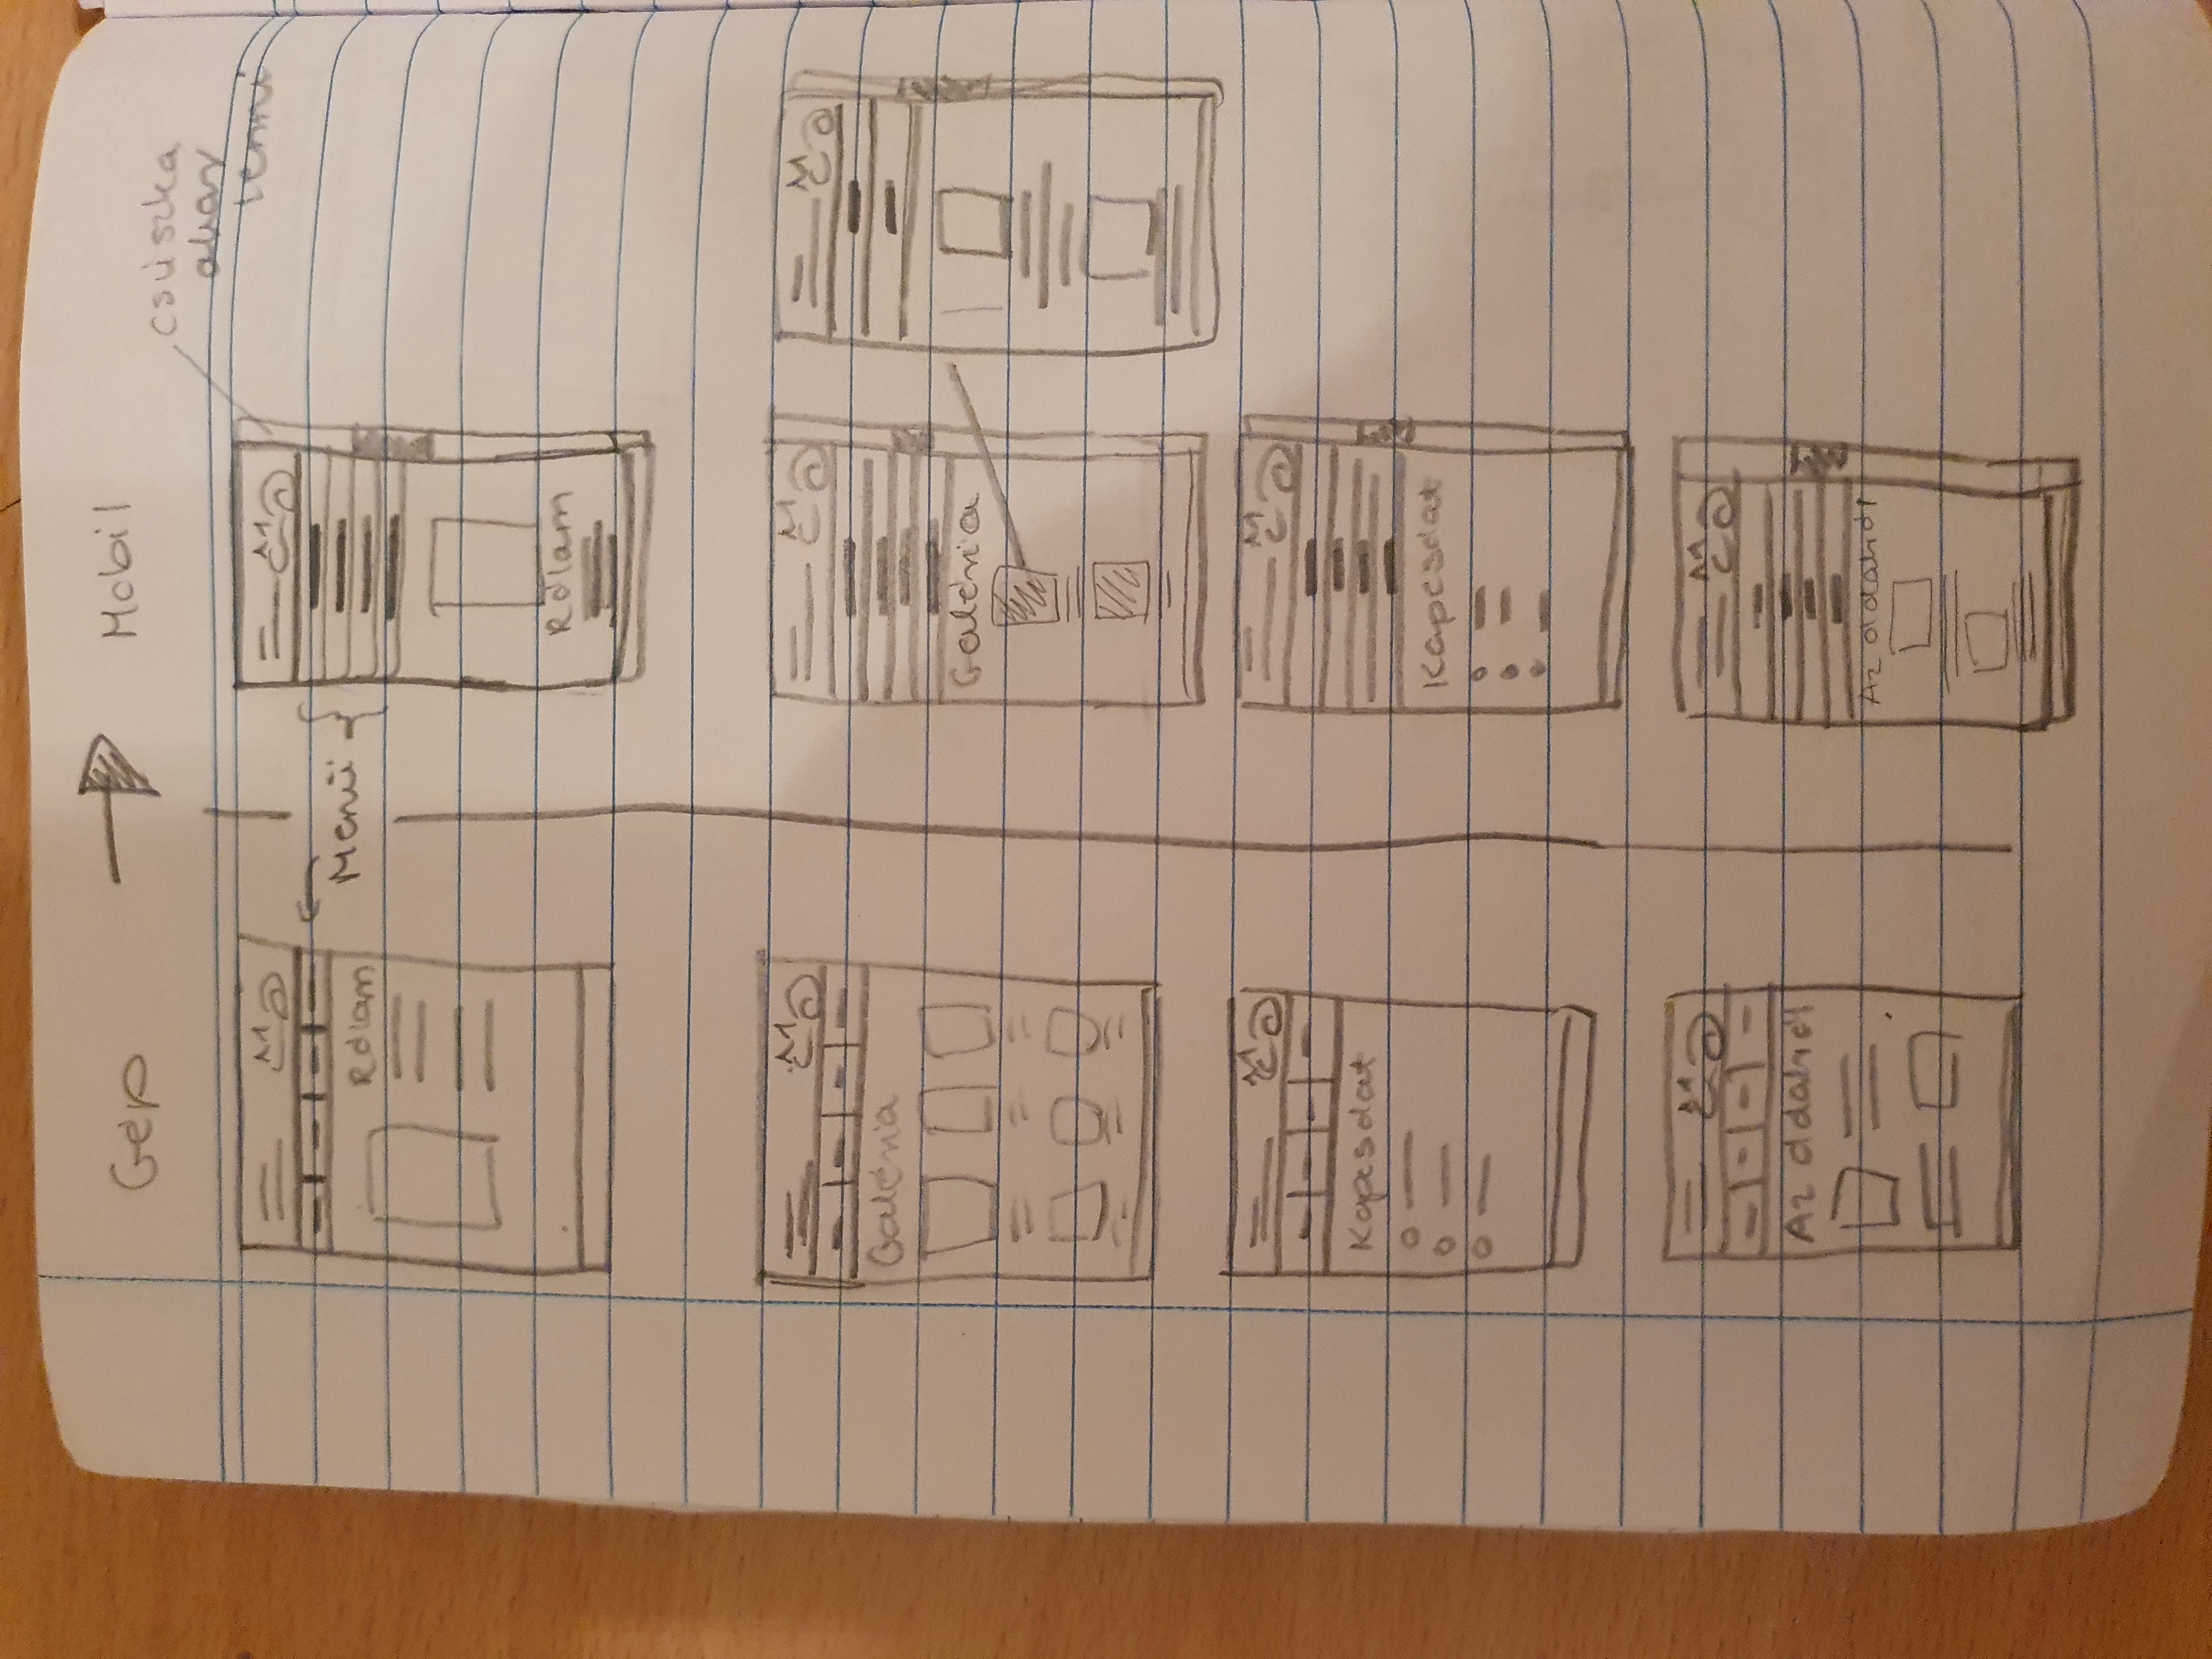 Gép
Mobil
csúszka
akar
lenni
Menü
Rólam
Rólam
Galéria
Galéria
Kapcsolat
Kapcsolat
Az oldalról
Az oldalról